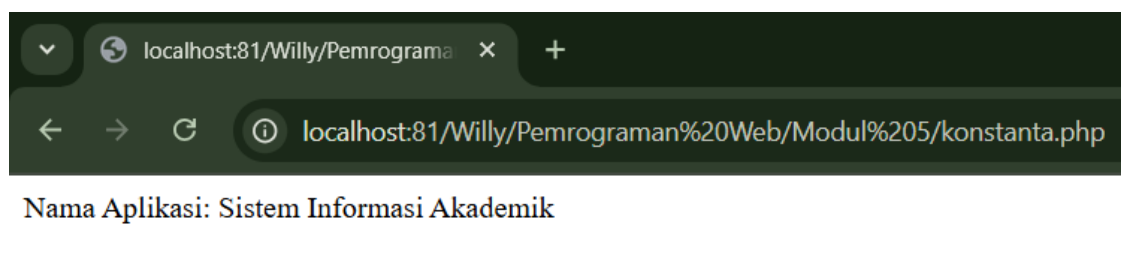 localhost:81/Willy/Pemrograma
localhost:81/Willy/Pemrograman%20Web/Modul%205/konstanta.php
Nama Aplikasi: Sistem Informasi Akademik